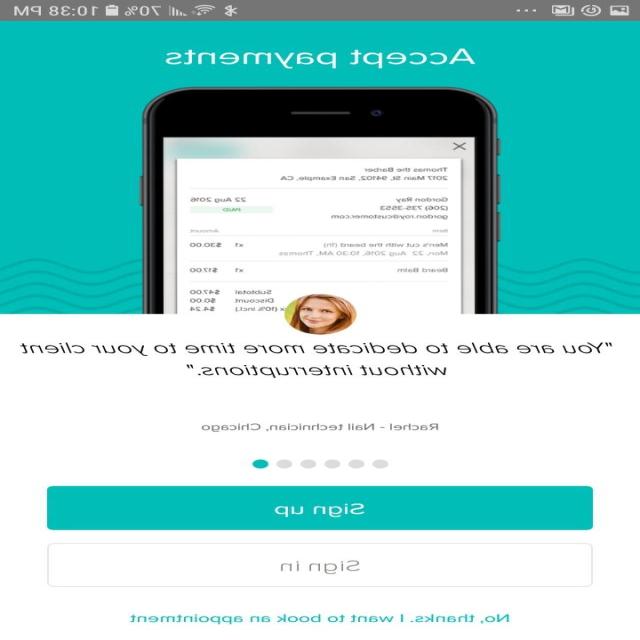 70% 10:38 PM
Accept payments
Thomas the Barber
2017 Main St, 94102, San Example, CA,
Gordon Ray 22 Aug 2016
(206) 735-3553 PAID
gordon.roy@customer.com
Item Amount
Men's cut with the beard (1h) x1 $30.00
Mon, 22 Aug 2016, 10:30 AM, Thomas
Beard Balm x1 $17.00
Subtotal $47.00
Discount $0.00
(x 10% incl.) $4.24
"You are able to dedicate more time to your client
without interruptions."
Rachel - Nail technician, Chicago
Sign up
Sign in
No, thanks. I want to book an appointment